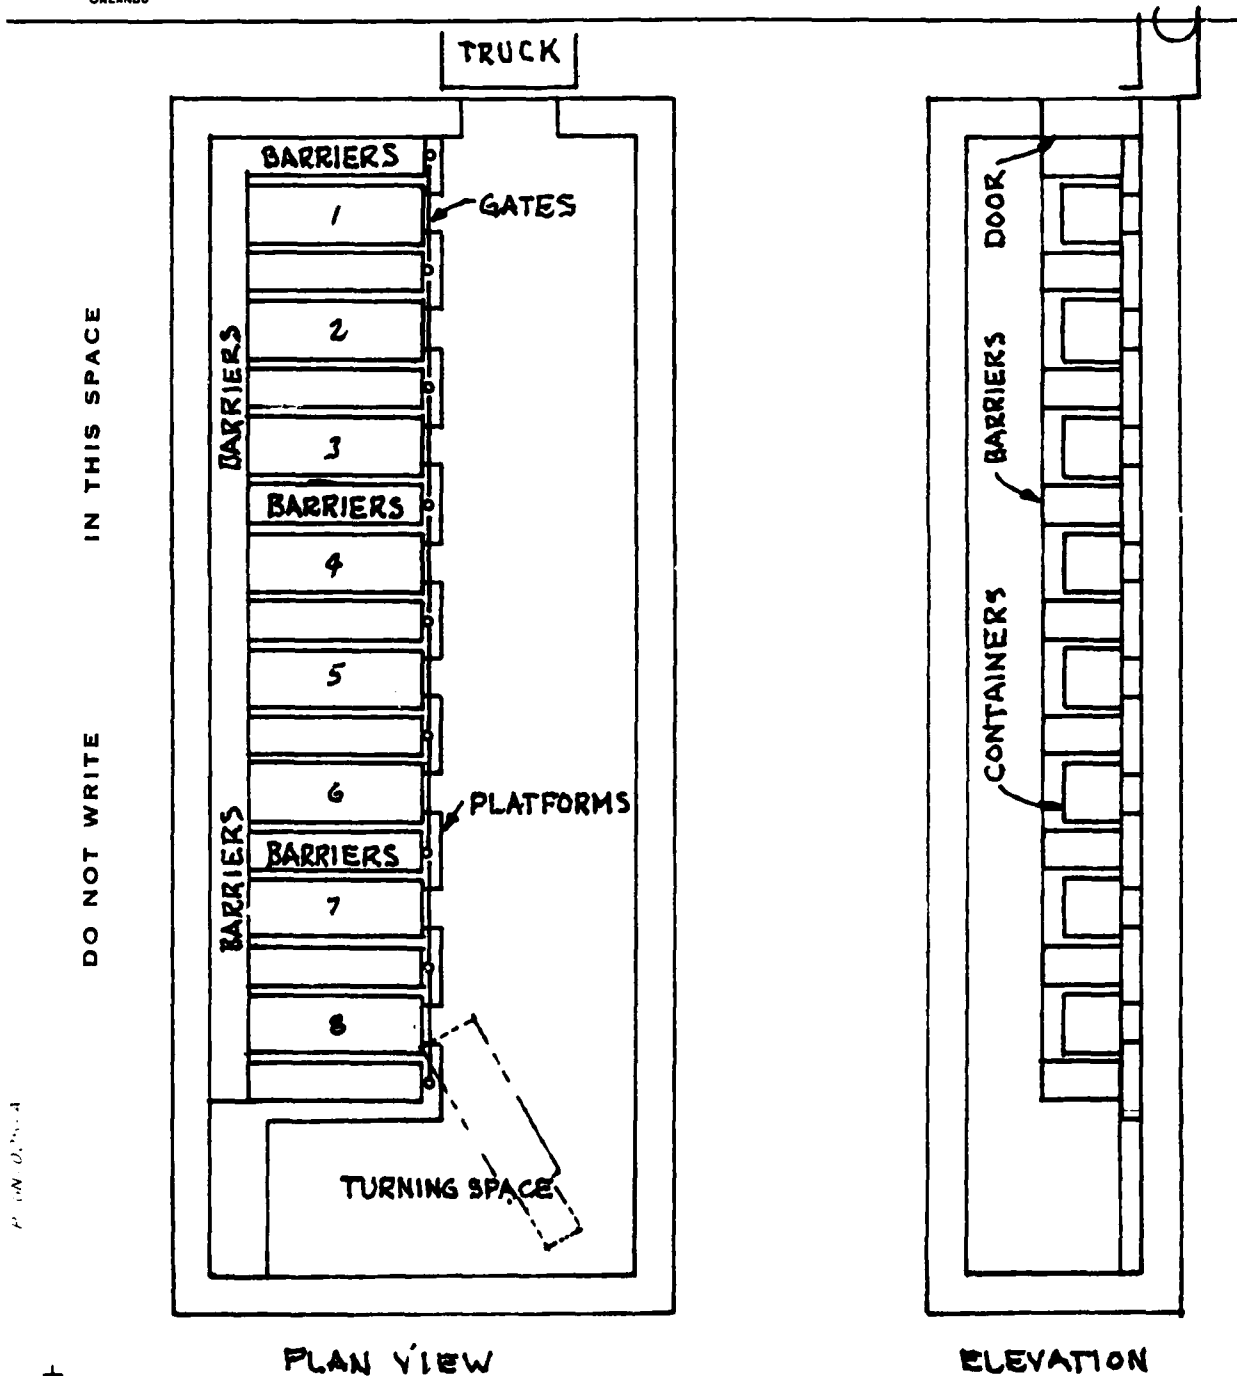 ORLANDO
TRUCK
BARRIERS
GATES
1
2
3
BARRIERS
4
5
6
PLATFORMS
BARRIERS
7
8
TURNING SPACE
BARRIERS
BARRIERS
PLAN VIEW
DOOR
BARRIERS
CONTAINERS
ELEVATION
DO NOT WRITE IN THIS SPACE